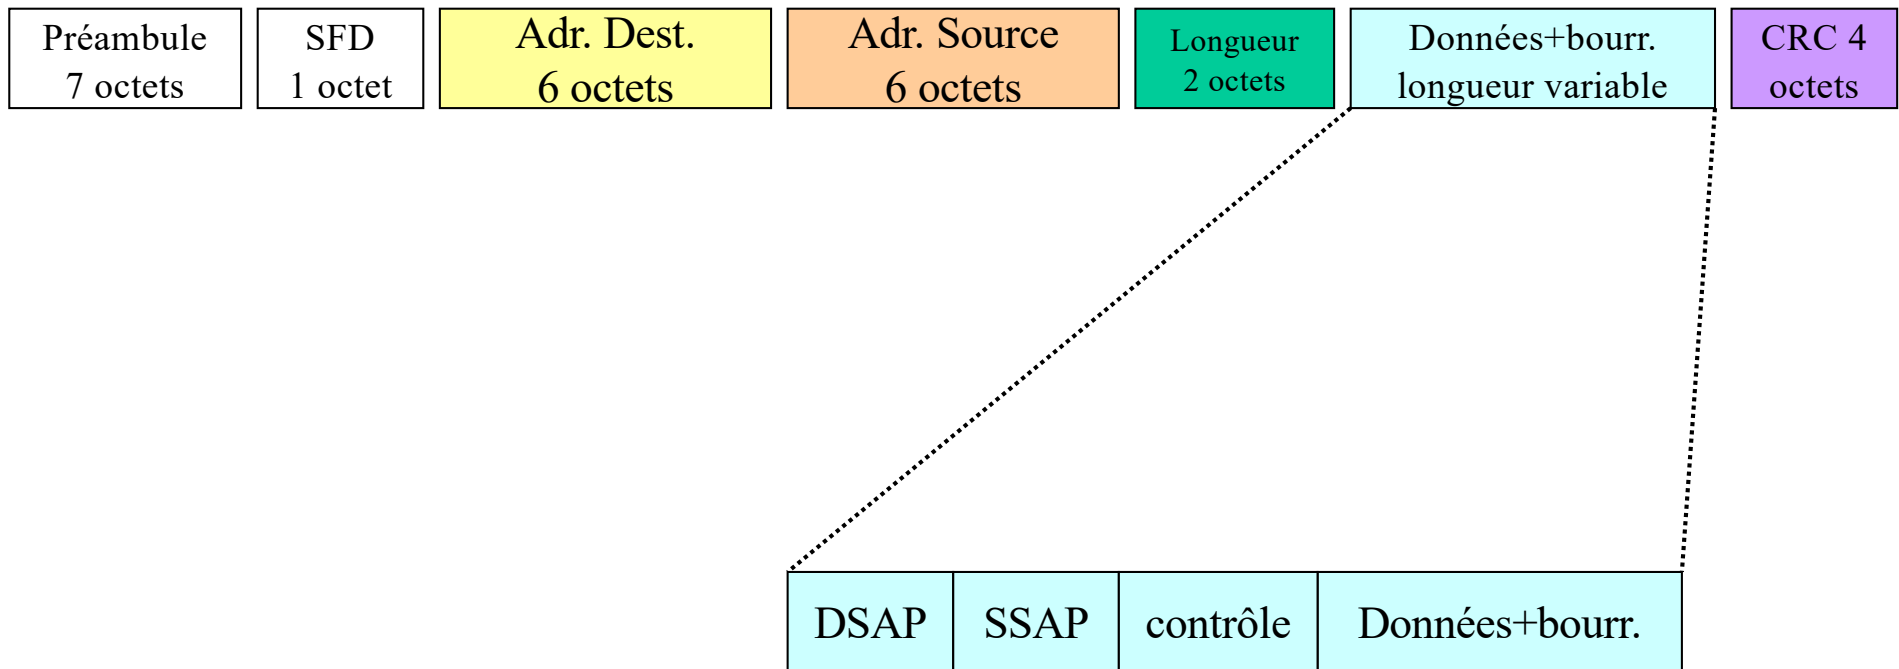 Préambule
7 octets
SFD
1 octet
Adr. Dest.
6 octets
Adr. Source
6 octets
Longueur
2 octets
Données+bourr.
longueur variable
CRC 4
octets
DSAP
SSAP
contrôle
Données+bourr.